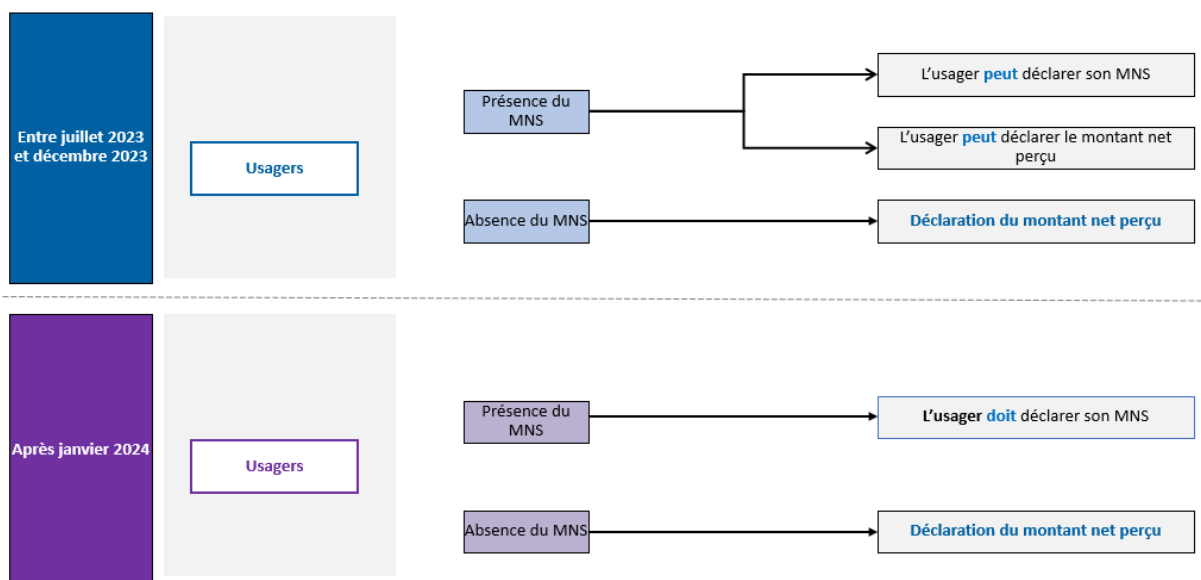 Entre juillet 2023
et décembre 2023
Usagers
Présence du
MNS
L'usager peut déclarer son MNS
L'usager peut déclarer le montant net
perçu
Absence du MNS
Déclaration du montant net perçu
Après janvier 2024
Usagers
Présence du
MNS
L'usager doit déclarer son MNS
Absence du MNS
Déclaration du montant net perçu